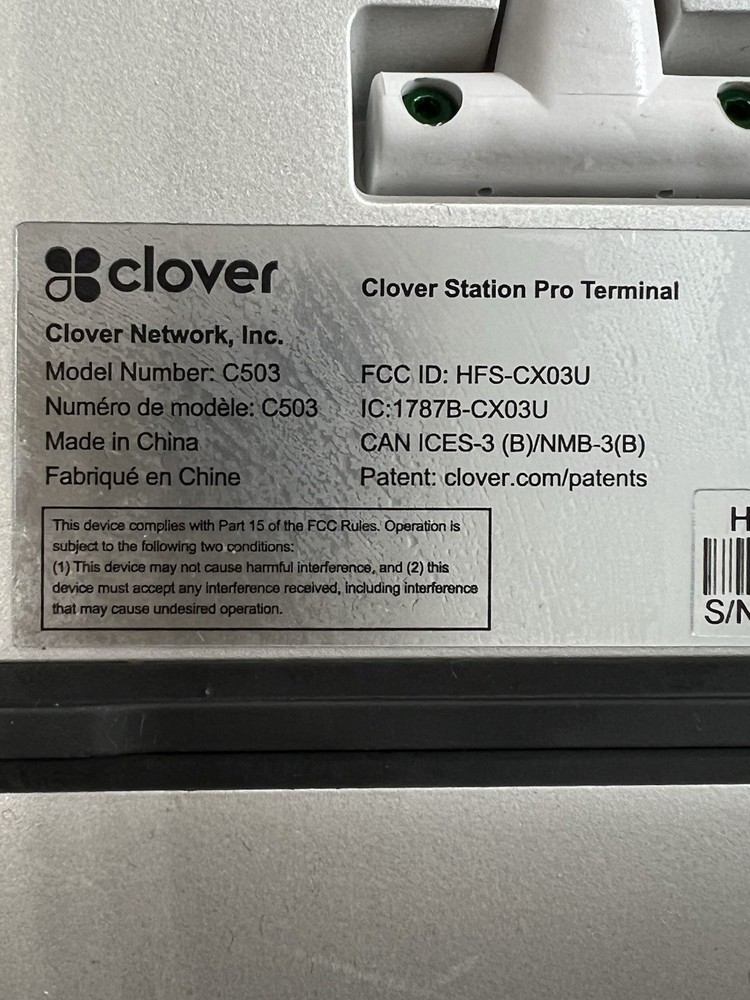 clover
Clover Station Pro Terminal
Clover Network, Inc.
Model Number: C503
Numéro de modèle: C503
Made in China
Fabriqué en Chine
FCC ID: HFS-CX03U
IC:1787B-CX03U
CAN ICES-3 (B)/NMB-3(B)
Patent: clover.com/patents
This device complies with Part 15 of the FCC Rules. Operation is
subject to the following two conditions:
(1) This device may not cause harmful interference, and (2) this
device must accept any interference received, including interference
that may cause undesired operation.
H
S/N